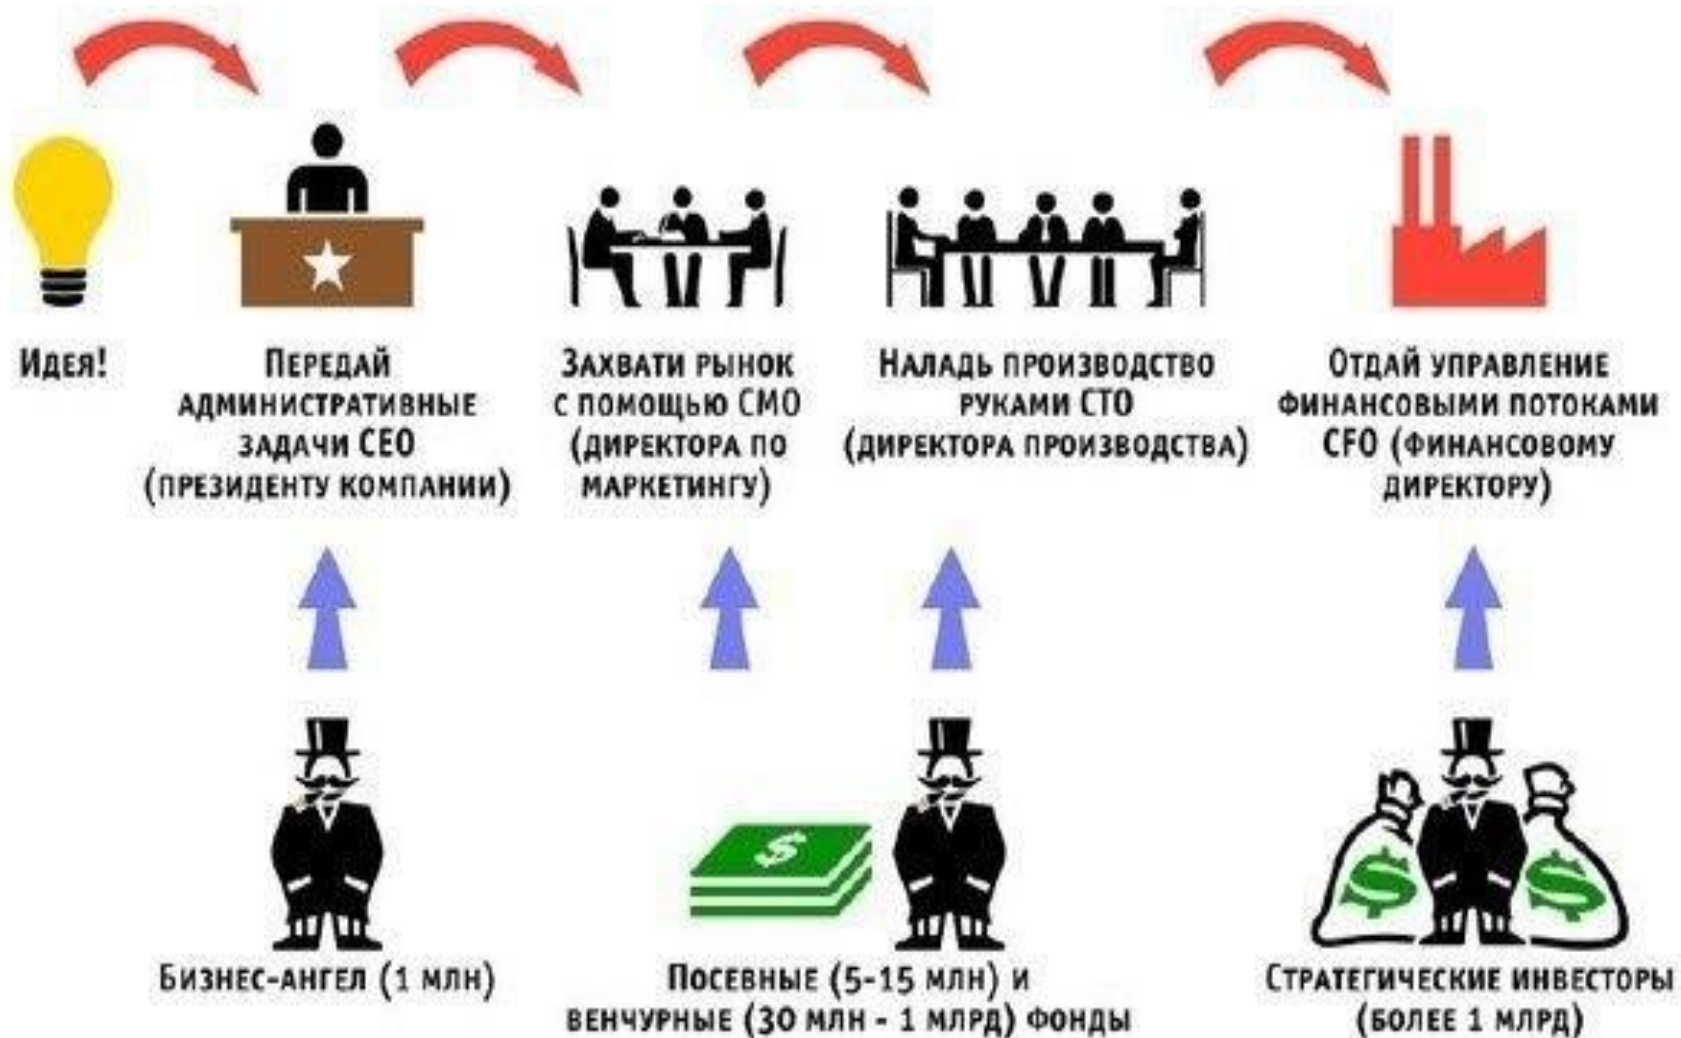 Идея!
Передай
административные
задачи CEO
(президенту компании)
Захвати рынок
с помощью CMO
(директора по
маркетингу)
Наладь производство
руками CTO
(директора производства)
Отдай управление
финансовыми потоками
CFO (финансовому
директору)
Бизнес-ангел (1 млн)
Посевные (5-15 млн) и
венчурные (30 млн - 1 млрд) фонды
Стратегические инвесторы
(более 1 млрд)